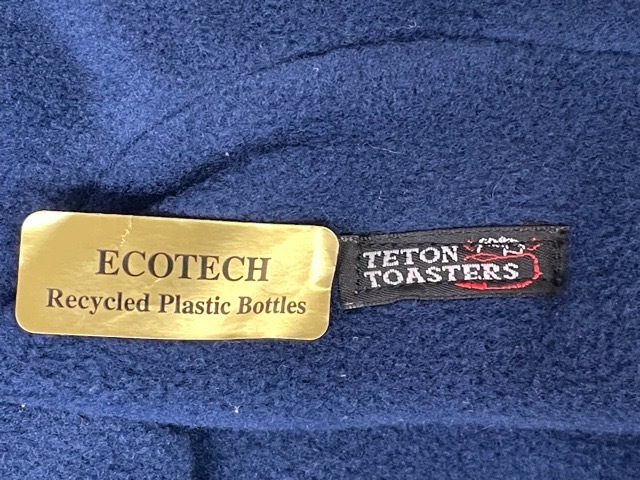 ECOTECH
Recycled Plastic Bottles
TETON
TOASTERS